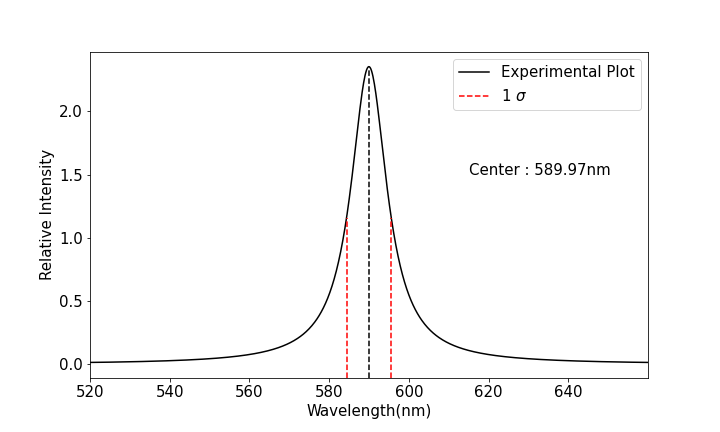 Experimental Plot
1 σ
Center : 589.97nm
Relative Intensity
2.0
1.5
1.0
0.5
0.0
520 540 560 580 600 620 640
Wavelength(nm)